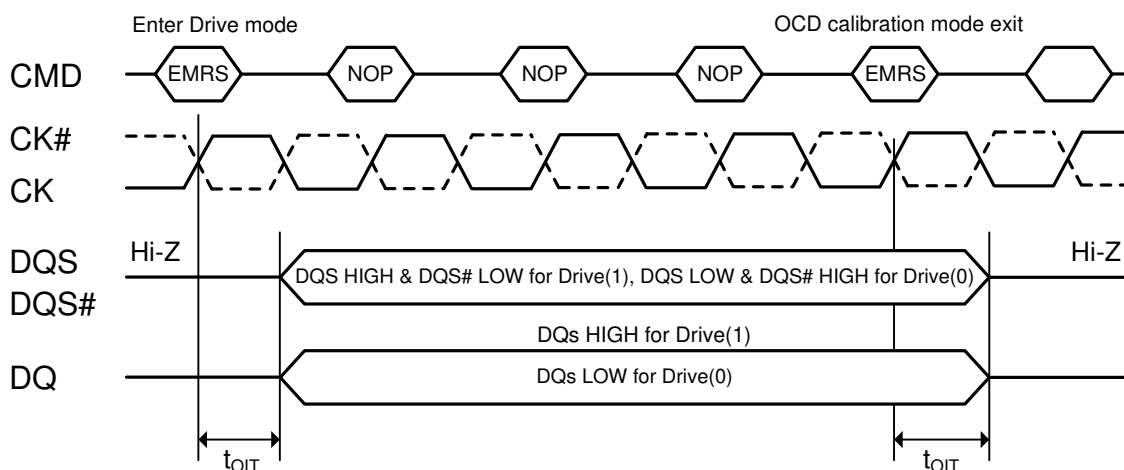 Enter Drive mode
OCD calibration mode exit
CMD
EMRS
NOP
NOP
NOP
EMRS
CK#
CK
Hi-Z
Hi-Z
DQS
DQS HIGH & DQS# LOW for Drive(1), DQS LOW & DQS# HIGH for Drive(0)
DQS#
DQs HIGH for Drive(1)
DQ
DQs LOW for Drive(0)
tOIT
tOIT